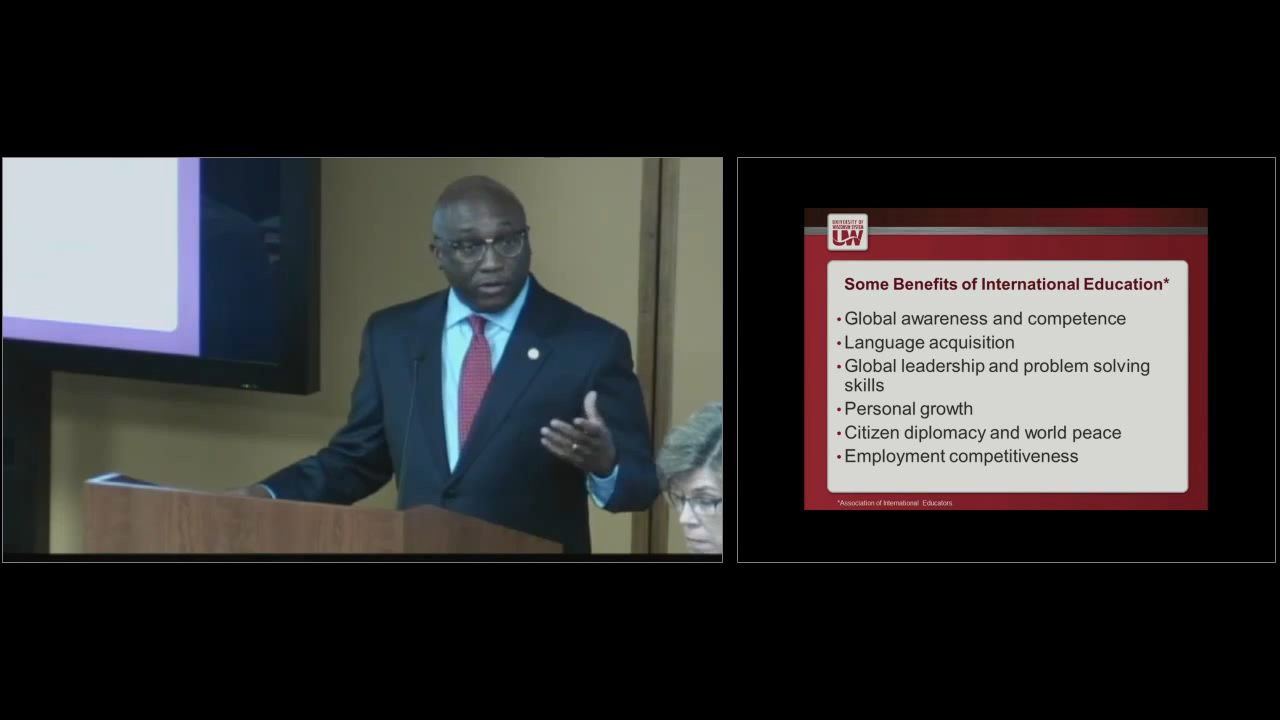 UNIVERSITY OF
WISCONSIN SYSTEM
UW
Some Benefits of International Education*
• Global awareness and competence
• Language acquisition
• Global leadership and problem solving
skills
• Personal growth
• Citizen diplomacy and world peace
• Employment competitiveness
*Association of International Educators.